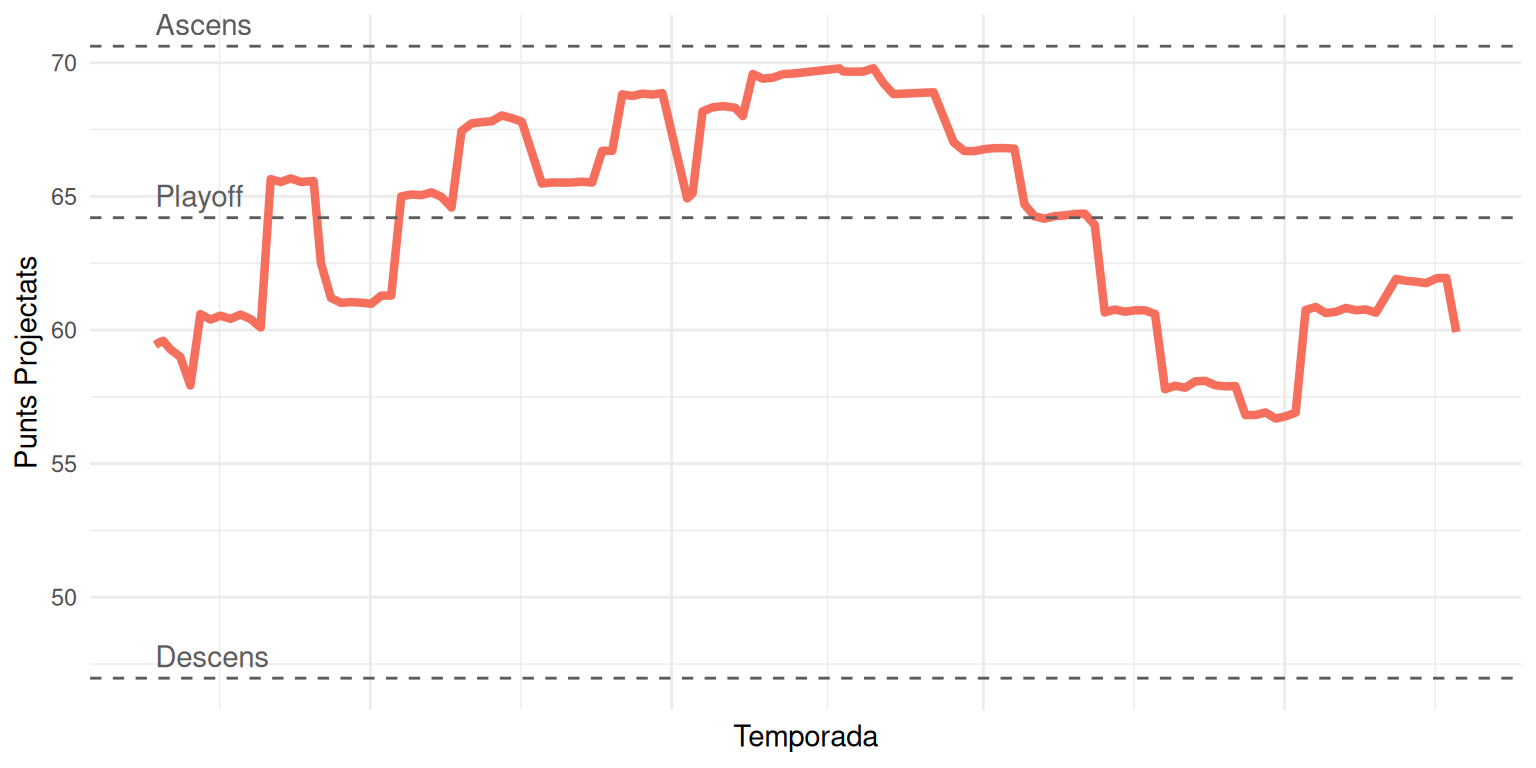 Ascens
70
Playoff
65
60
55
50
Descens
Punts Projectats
Temporada